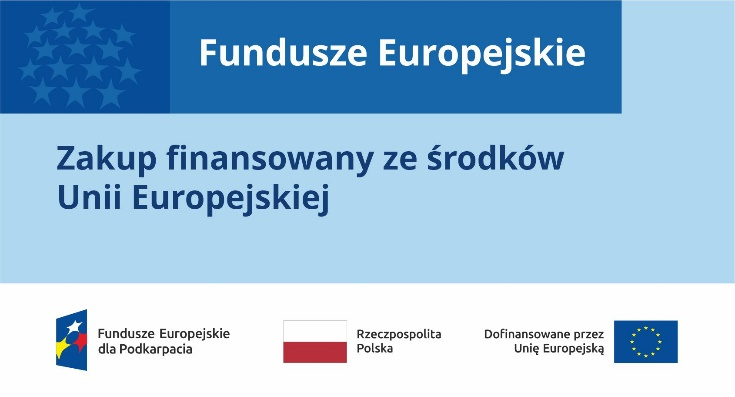 Fundusze Europejskie
Zakup finansowany ze środków
Unii Europejskiej
Fundusze Europejskie
dla Podkarpacia
Rzeczpospolita
Polska
Dofinansowane przez
Unię Europejską